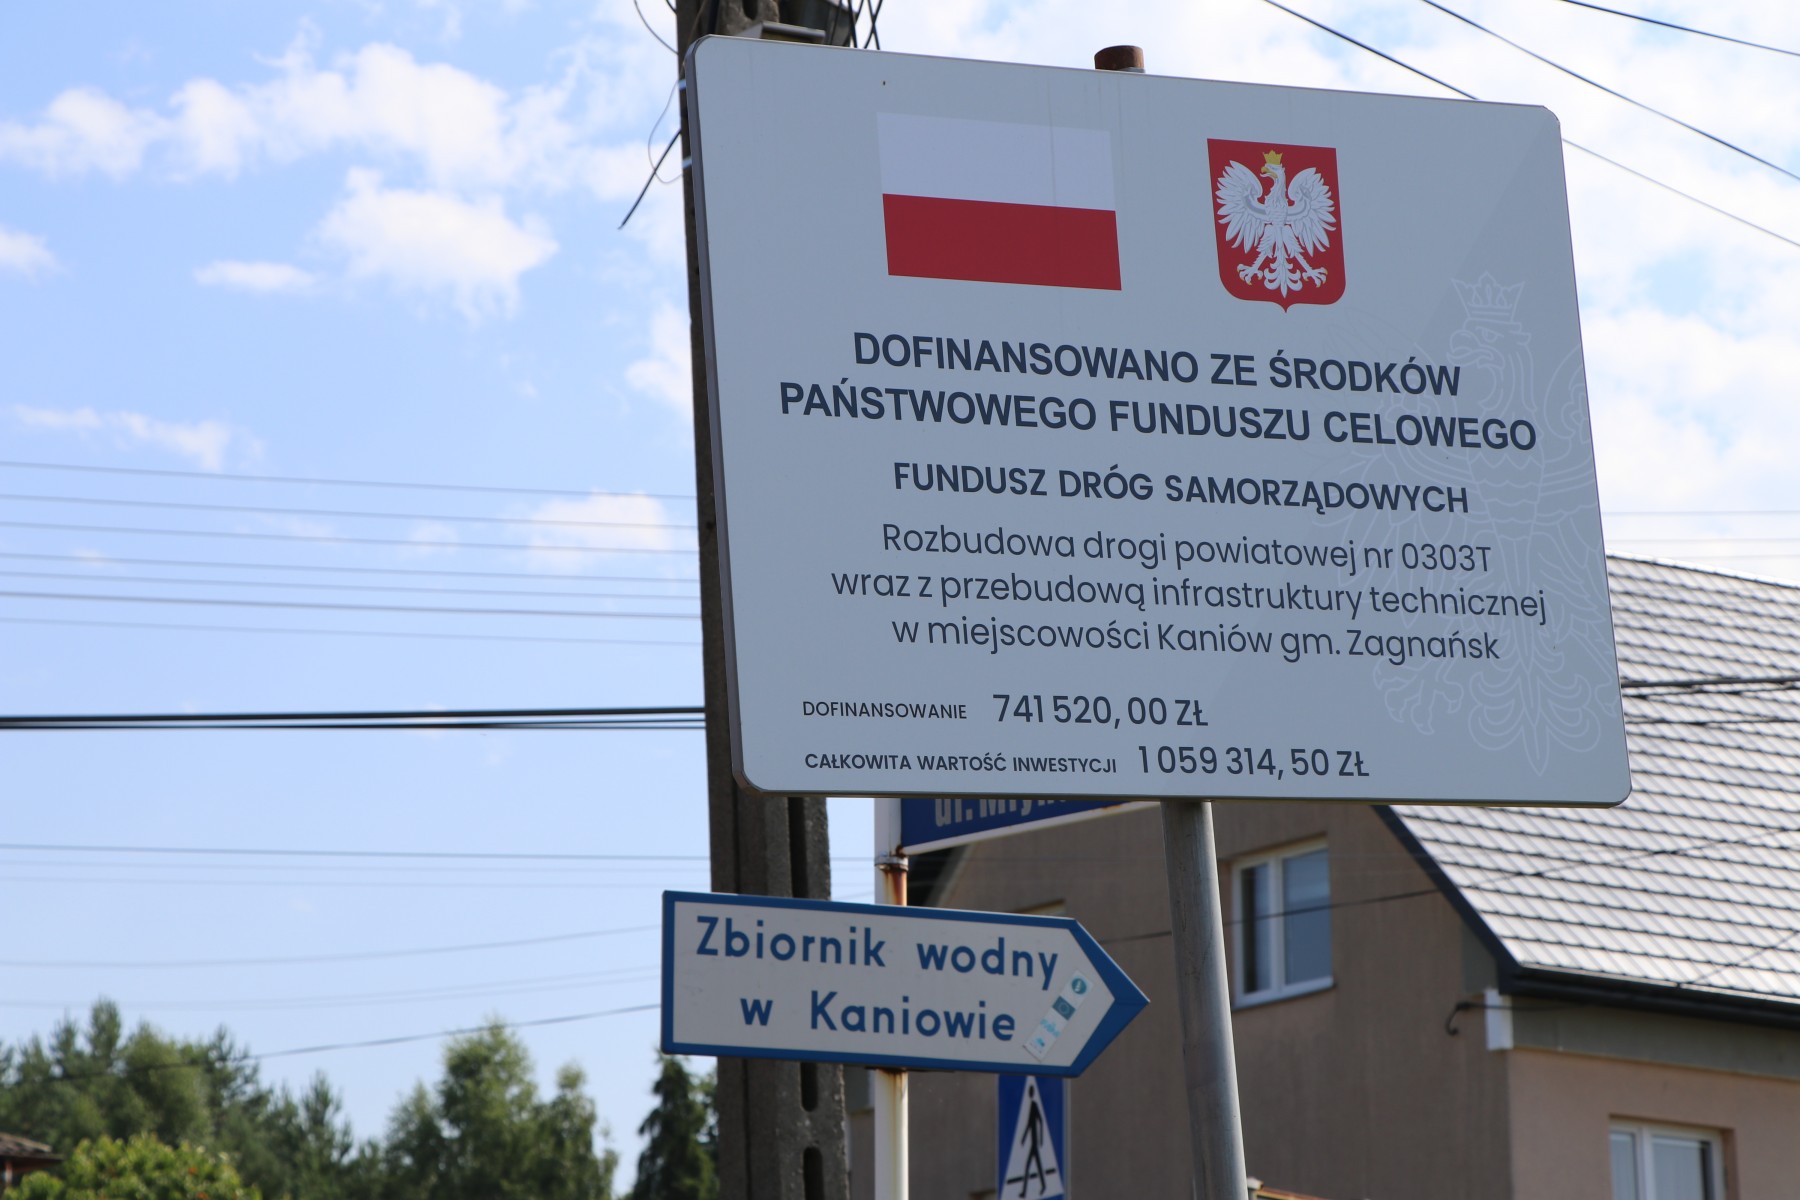 DOFINANSOWANO ZE ŚRODKÓW
PAŃSTWOWEGO FUNDUSZU CELOWEGO
FUNDUSZ DRÓG SAMORZĄDOWYCH
Rozbudowa drogi powiatowej nr 0303T
wraz z przebudową infrastruktury technicznej
w miejscowości Kaniów gm. Zagnańsk
DOFINANSOWANIE 741 520,00 ZŁ
CAŁKOWITA WARTOŚĆ INWESTYCJI 1 059 314,50 ZŁ
ul.
Zbiornik wodny
w Kaniowie